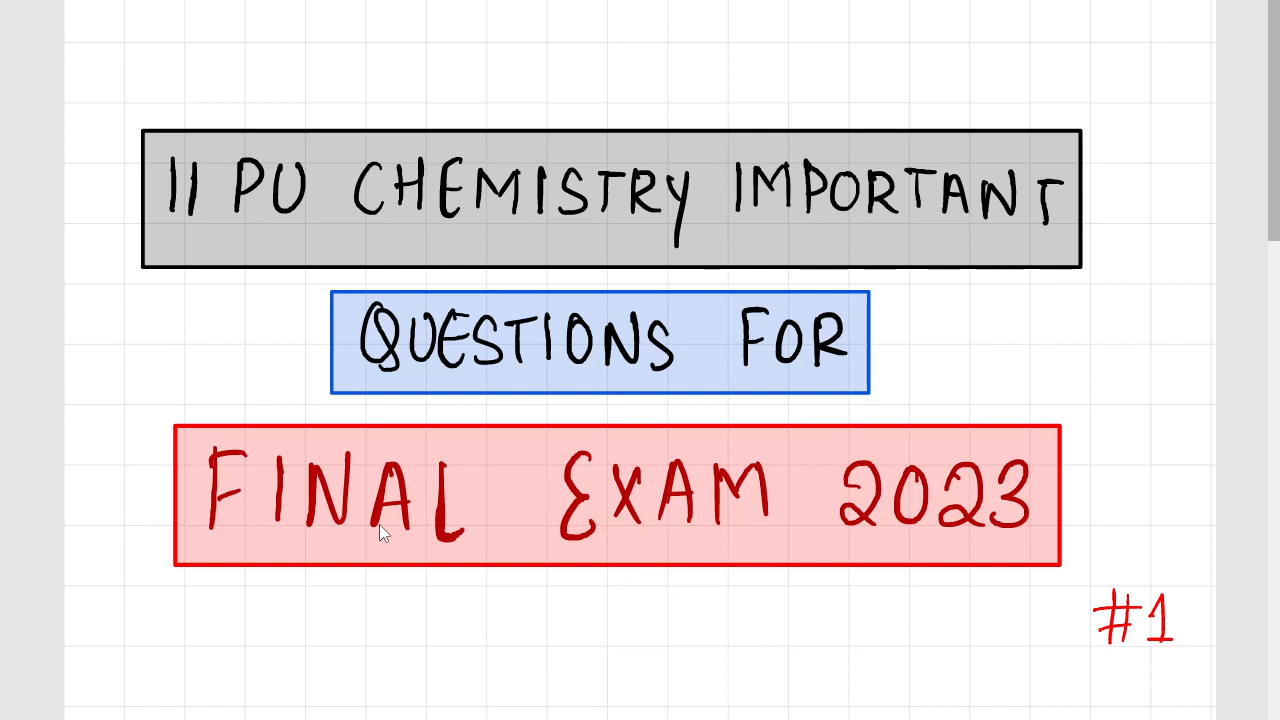 II PU CHEMISTRY IMPORTANT
QUESTIONS FOR
FINAL EXAM 2023
#1